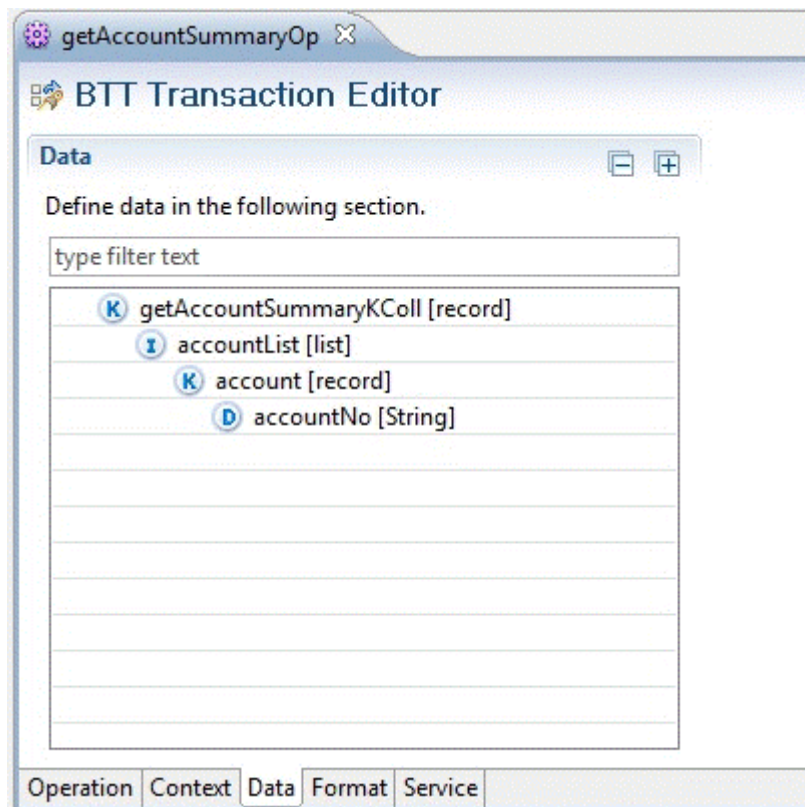 getAccountSummaryOp
BTT Transaction Editor
Data
Define data in the following section.
type filter text
K getAccountSummaryKColl [record]
I accountList [list]
K account [record]
D accountNo [String]
Operation Context Data Format Service